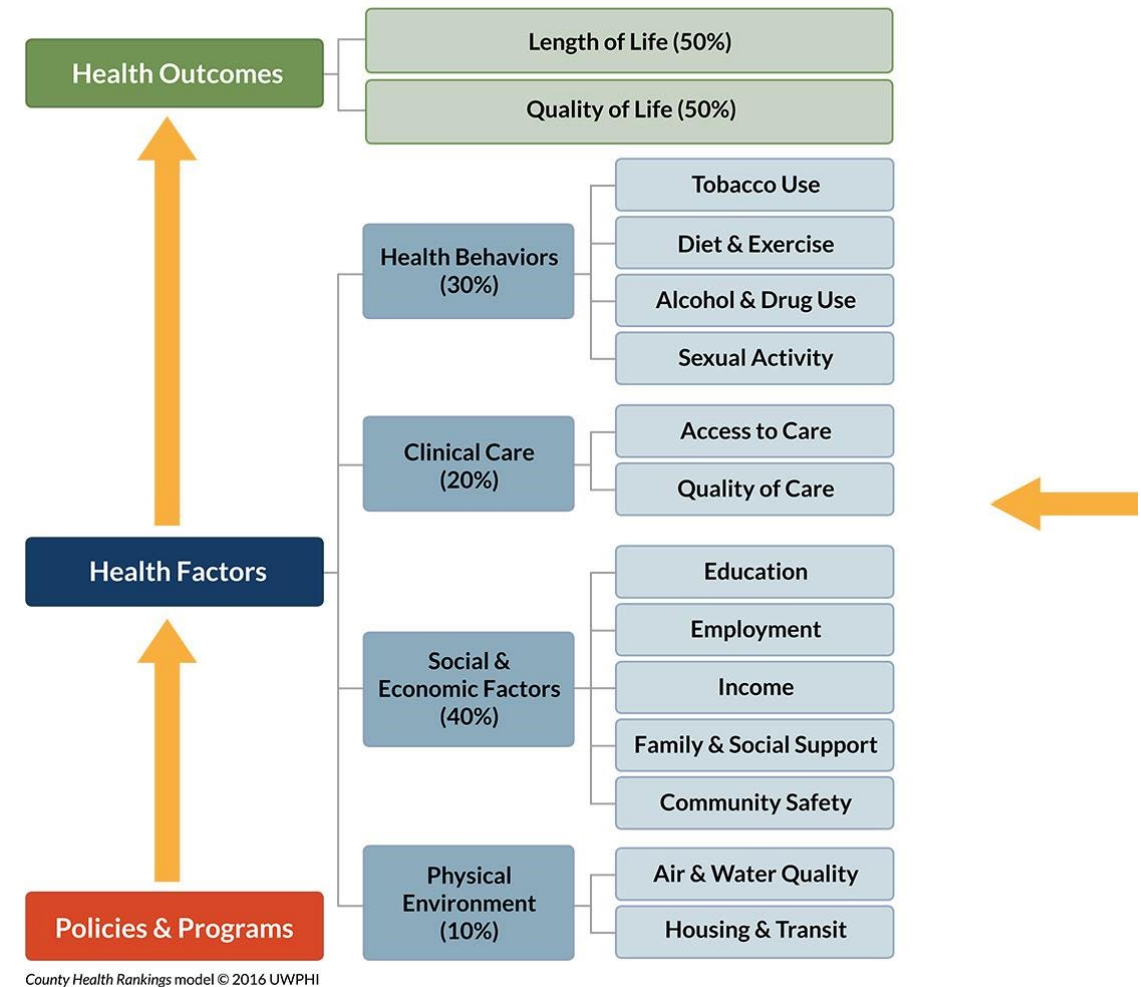 Health Outcomes
Length of Life (50%)
Quality of Life (50%)
Tobacco Use
Health Behaviors
(30%)
Diet & Exercise
Alcohol & Drug Use
Sexual Activity
Clinical Care
(20%)
Access to Care
Quality of Care
Health Factors
Education
Social &
Economic Factors
(40%)
Employment
Income
Family & Social Support
Community Safety
Physical
Environment
(10%)
Air & Water Quality
Housing & Transit
Policies & Programs
County Health Rankings model © 2016 UWPHI